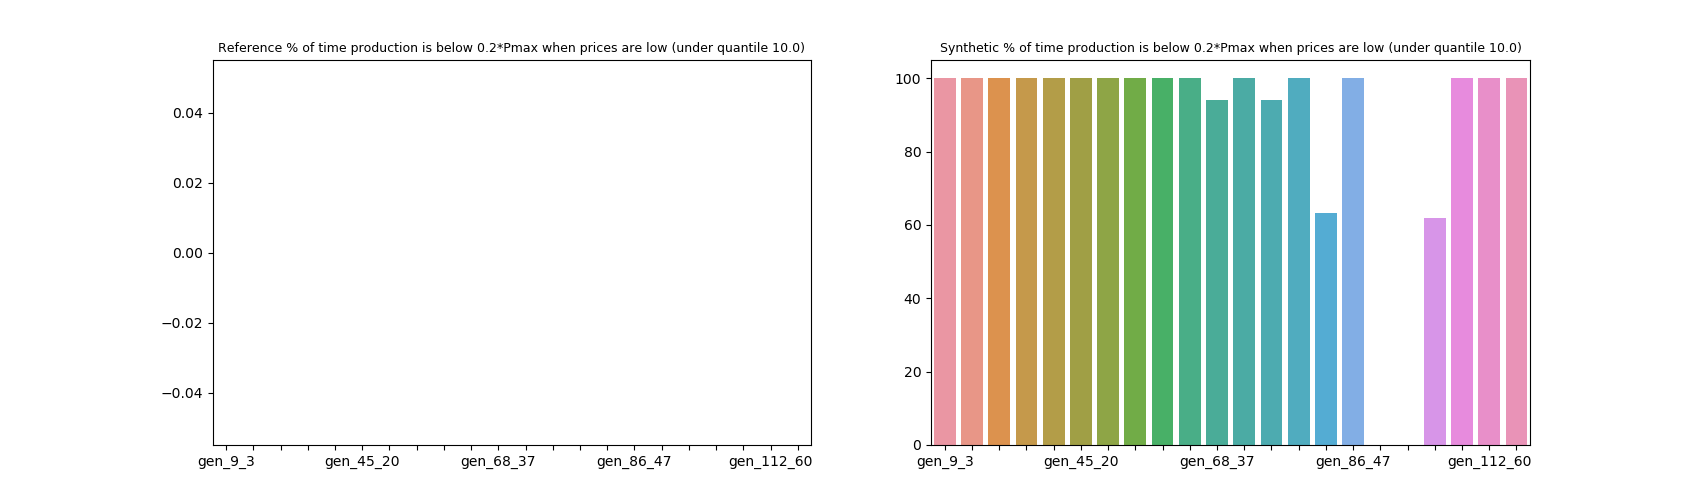 Reference % of time production is below 0.2*Pmax when prices are low (under quantile 10.0)
0.04
0.02
0.00
−0.02
−0.04
gen_9_3 gen_45_20 gen_68_37 gen_86_47 gen_112_60
Synthetic % of time production is below 0.2*Pmax when prices are low (under quantile 10.0)
100
80
60
40
20
0
gen_9_3 gen_45_20 gen_68_37 gen_86_47 gen_112_60